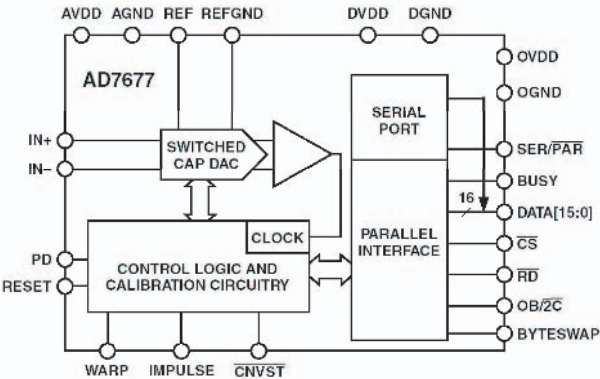 AVDD AGND REF REFGND DVDD DGND
AD7677
OVDD
OGND
SERIAL
PORT
IN+
IN–
SWITCHED
CAP DAC
SER/PAR
BUSY
16
DATA[15:0]
CLOCK
PARALLEL
INTERFACE
CS
PD
CONTROL LOGIC AND
CALIBRATION CIRCUITRY
RD
RESET
OB/2C
BYTESWAP
WARP IMPULSE CNVST